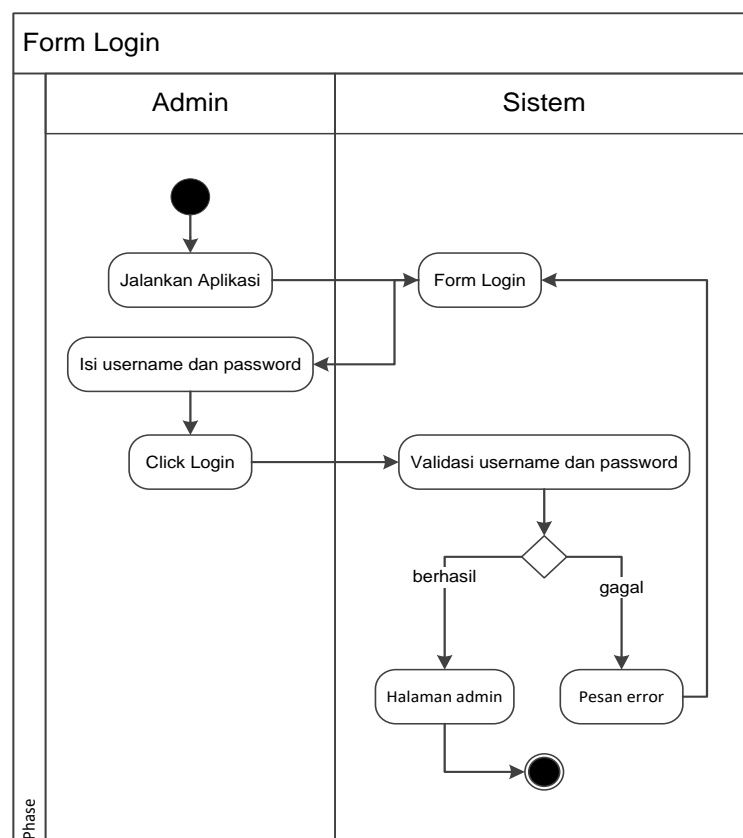 Form Login
Admin
Sistem
Jalankan Aplikasi
Form Login
Isi username dan password
Click Login
Validasi username dan password
berhasil
gagal
Halaman admin
Pesan error
Phase